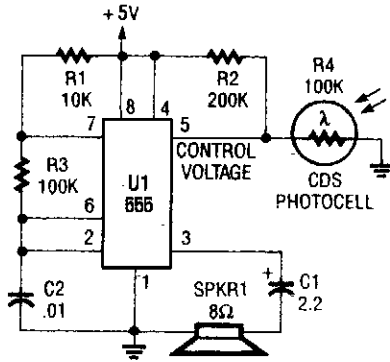 +5V
R1
10K
R2
200K
R4
100K
8
4
7
5
λ
CONTROL
VOLTAGE
R3
100K
U1
555
CDS
PHOTOCELL
6
2
3
1
C2
.01
SPKR1
8Ω
+
C1
2.2